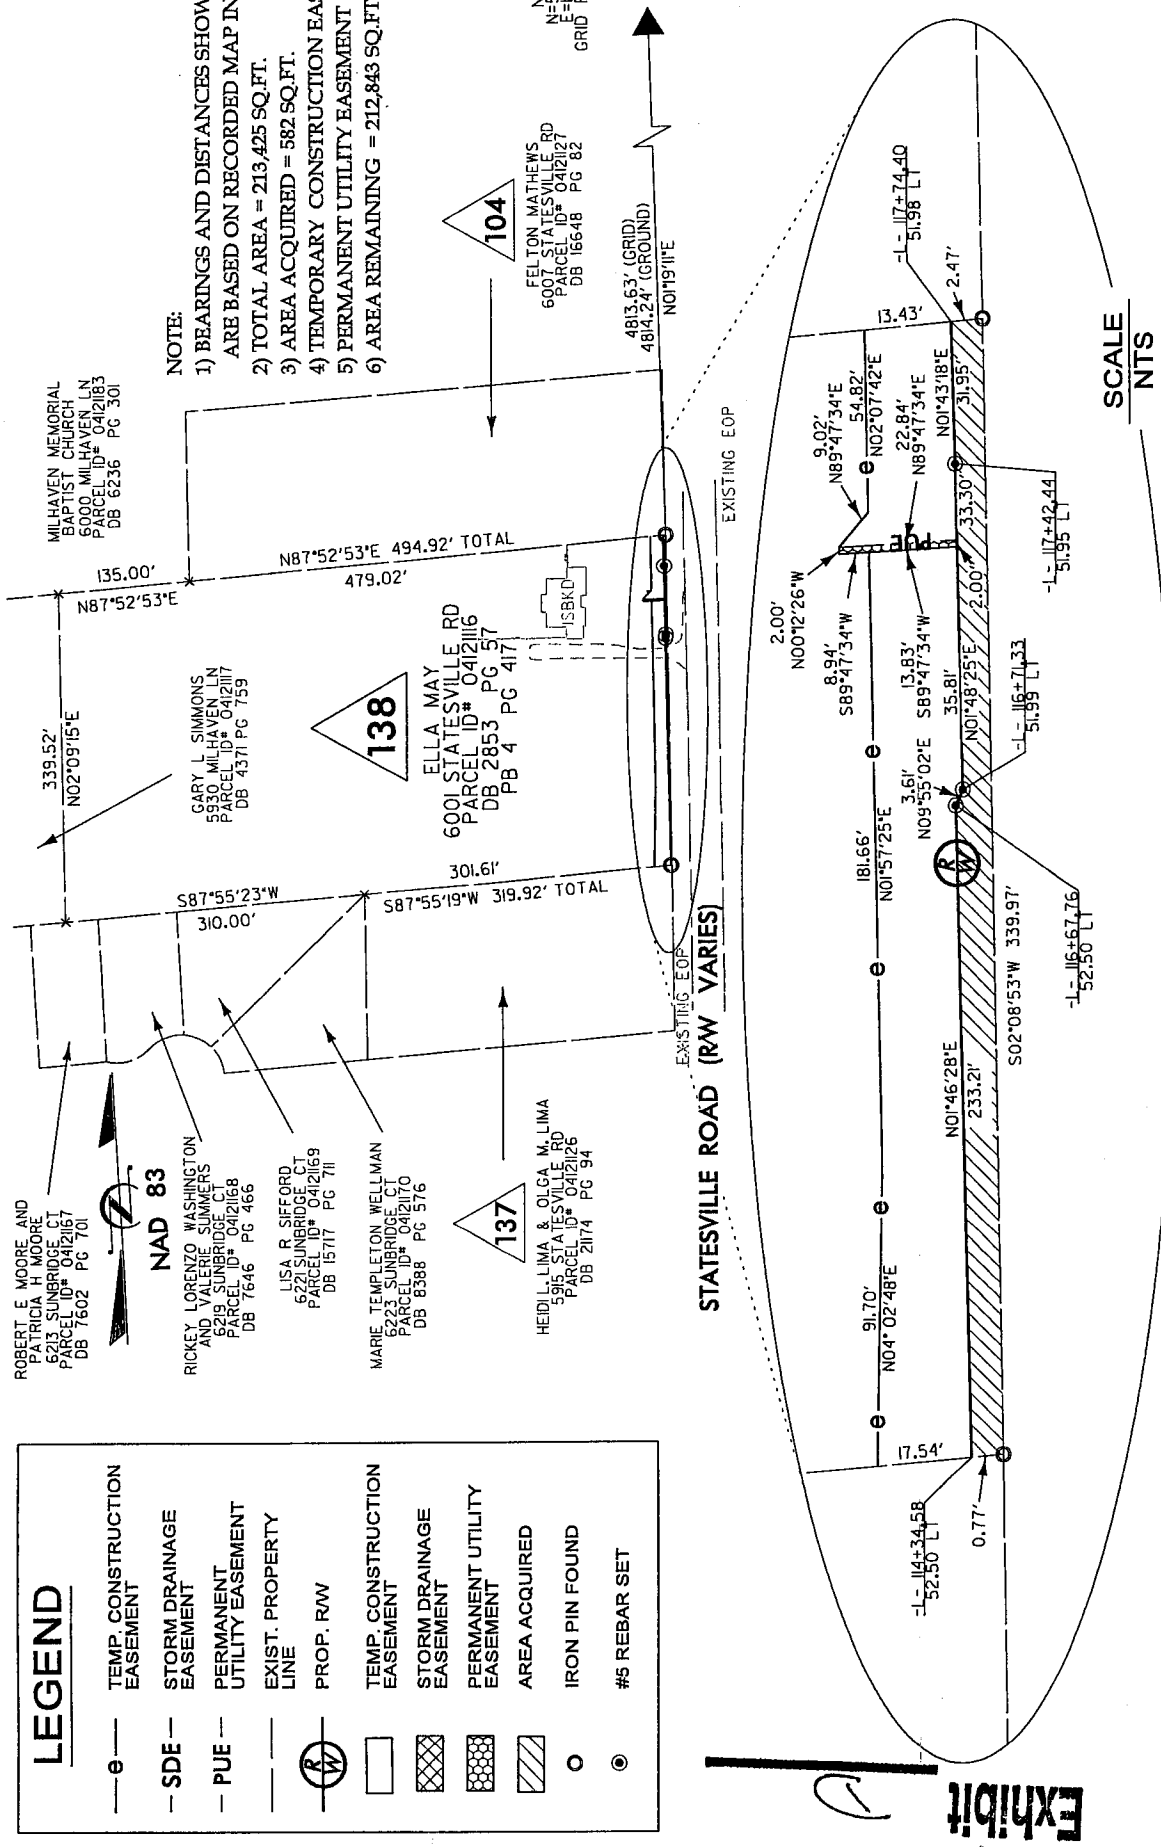 NOTE:
1) BEARINGS AND DISTANCES SHOW
ARE BASED ON RECORDED MAP IN
2) TOTAL AREA = 213,425 SQ.FT.
3) AREA ACQUIRED = 582 SQ.FT.
4) TEMPORARY CONSTRUCTION EAS
5) PERMANENT UTILITY EASEMENT
6) AREA REMAINING = 212,843 SQ.FT
N=
E=
GRID F
MILHAVEN MEMORIAL
BAPTIST CHURCH
6000 MILHAVEN LN
PARCEL ID# 04121183
DB 6236 PG 301
104
FELTON MATHEWS
6007 STATESVILLE RD
PARCEL ID# 04121127
DB 16648 PG 82
4813.63' (GRID)
4814.24' (GROUND)
N01°19'11"E
135.00'
N87°52'53"E
N87°52'53"E 494.92' TOTAL
479.02'
339.52'
N02°09'15"E
GARY L SIMMONS
5930 MILHAVEN LN
PARCEL ID# 04121117
DB 4371 PG 759
138
ELLA MAY
6001 STATESVILLE RD
PARCEL ID# 04121116
DB 2853 PG 57
PB 4 PG 417
ISBKD
EXISTING EOP
S87°55'23"W
310.00'
301.61'
S87°55'19"W 319.92' TOTAL
EXISTING EOP
STATESVILLE ROAD (R/W VARIES)
ROBERT E MOORE AND
PATRICIA H MOORE
6213 SUNBRIDGE CT
PARCEL ID# 04121167
DB 7602 PG 701
NAD 83
RICKEY LORENZO WASHINGTON
AND VALERIE SUMMERS
6219 SUNBRIDGE CT
PARCEL ID# 04121168
DB 7646 PG 466
LISA R SIFFORD
6221 SUNBRIDGE CT
PARCEL ID# 04121169
DB 15717 PG 711
MARIE TEMPLETON WELLMAN
6223 SUNBRIDGE CT
PARCEL ID# 04121170
DB 8388 PG 576
137
HEIDI L. LIMA & OLGA M. LIMA
5915 STATESVILLE RD
PARCEL ID# 04121126
DB 21174 PG 94
LEGEND
e TEMP. CONSTRUCTION
EASEMENT
SDE STORM DRAINAGE
EASEMENT
PUE PERMANENT
UTILITY EASEMENT
EXIST. PROPERTY
LINE
R/W PROP. R/W
TEMP. CONSTRUCTION
EASEMENT
STORM DRAINAGE
EASEMENT
PERMANENT UTILITY
EASEMENT
AREA ACQUIRED
IRON PIN FOUND
#5 REBAR SET
-L- 114+34.58
52.50 LT
0.77'
17.54'
91.70'
N04°02'48"E
e
e
e
e
e
181.66'
N01°57'25"E
N01°46'28"E
233.21'
R/W
S02°08'53"W 339.97'
-L- 116+67.76
52.50 LT
3.61'
N09°55'02"E
-L- 116+71.33
51.99 LT
35.81'
N01°48'25"E
13.83'
S89°47'34"W
8.94'
S89°47'34"W
2.00'
N00°12'26"W
PUE
2.00'
33.30'
9.02'
N89°47'34"E
22.84'
N89°47'34"E
54.82'
N02°07'42"E
N01°43'18"E
31.95'
-L- 117+42.44
51.95 LT
13.43'
2.47'
-L- 117+74.40
51.98 LT
SCALE
NTS
Exhibit